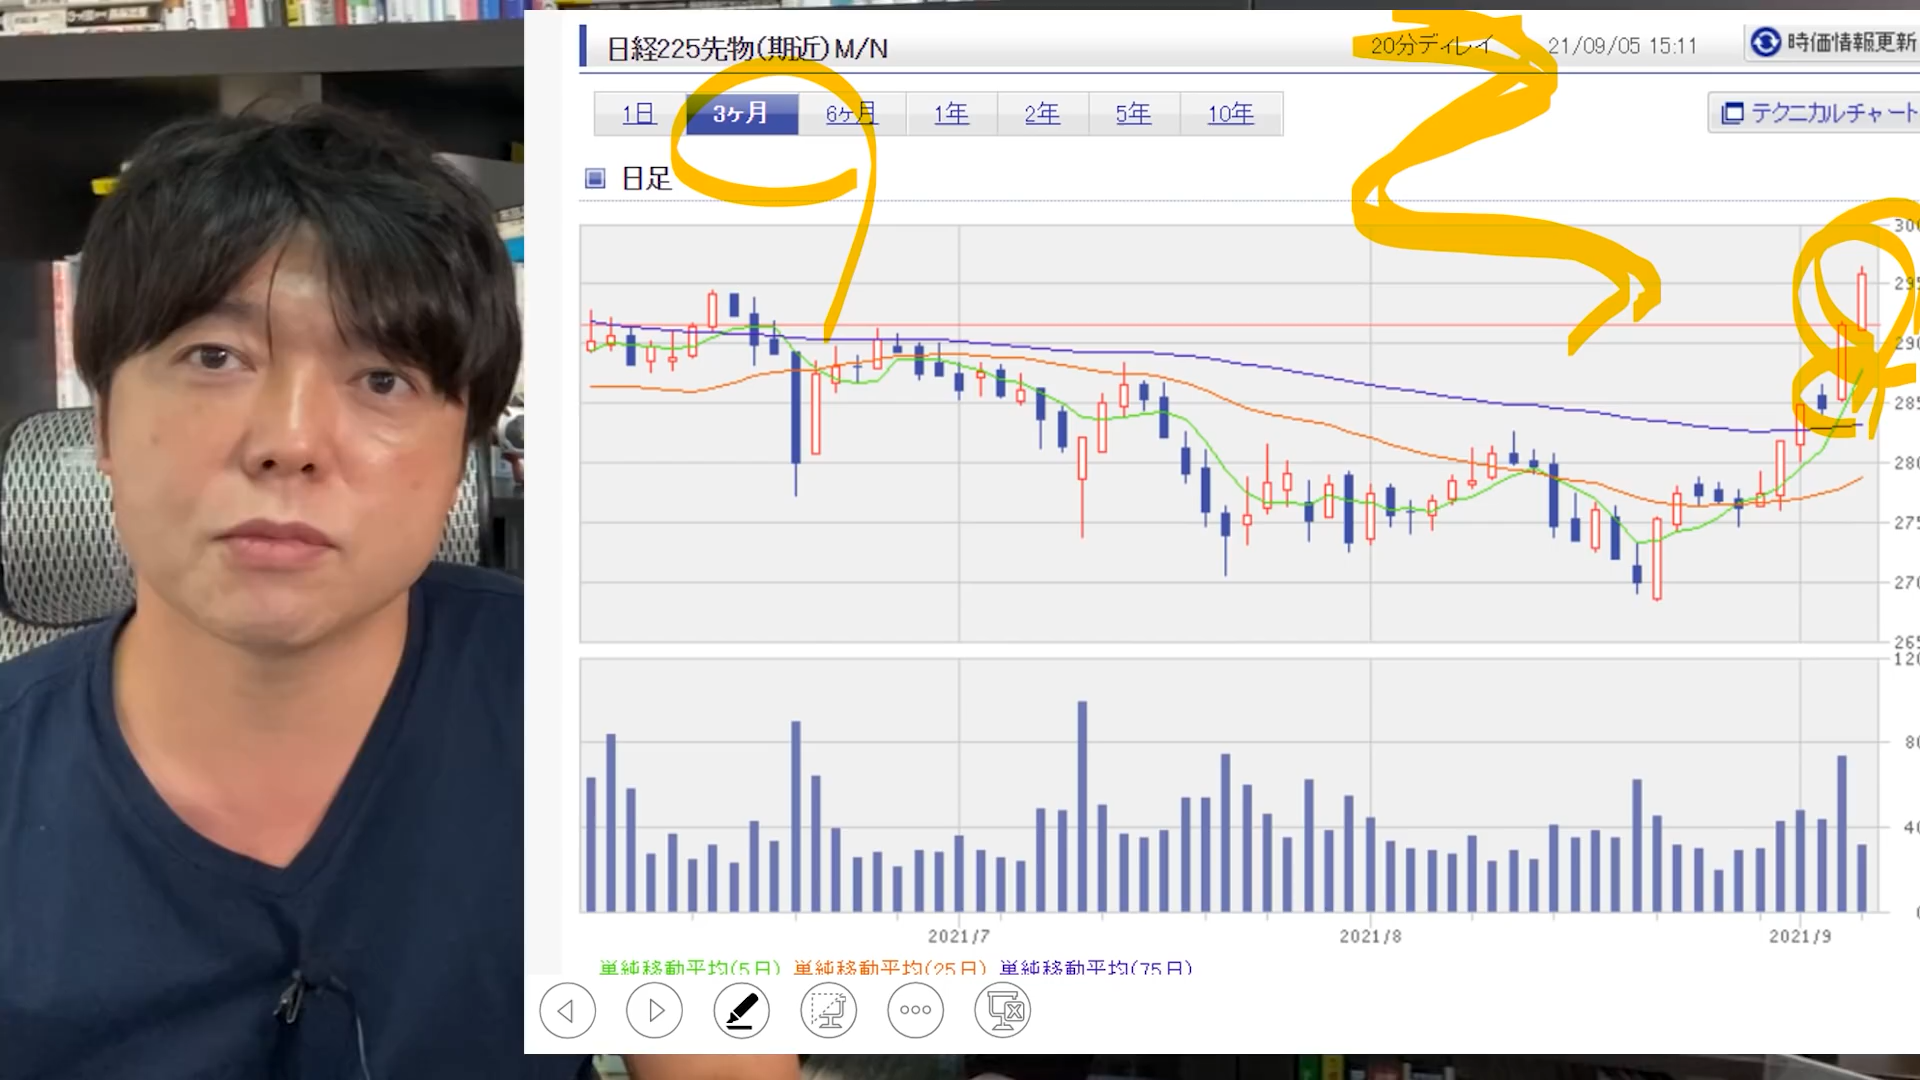 日経225先物(期近) M/N
20分ディレイ
21/09/05 15:11
時価情報更新
1日
3ヶ月
6ヶ月
1年
2年
5年
10年
テクニカルチャート
日足
2021/7
2021/8
2021/9
単純移動平均(5日) 単純移動平均(25日) 単純移動平均(75日)